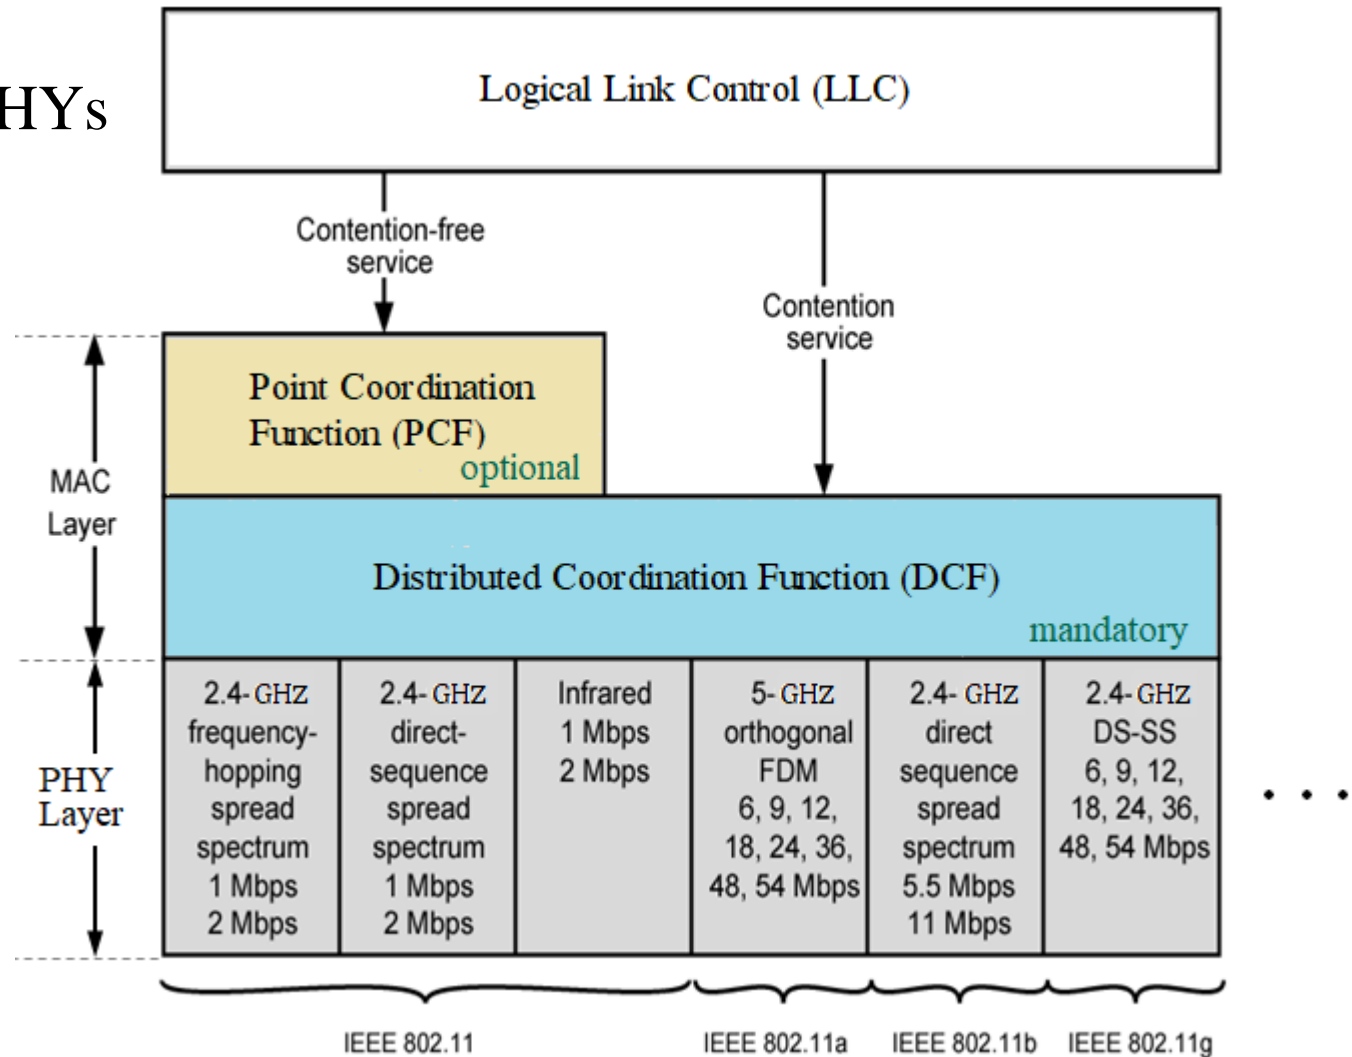 HYs
Logical Link Control (LLC)
Contention-free
service
Contention
service
Point Coordination
Function (PCF)
optional
MAC
Layer
Distributed Coordination Function (DCF)
mandatory
PHY
Layer
2.4- GHZ
frequency-
hopping
spread
spectrum
1 Mbps
2 Mbps
2.4- GHZ
direct-
sequence
spread
spectrum
1 Mbps
2 Mbps
Infrared
1 Mbps
2 Mbps
5- GHZ
orthogonal
FDM
6, 9, 12,
18, 24, 36,
48, 54 Mbps
2.4- GHZ
direct
sequence
spread
spectrum
5.5 Mbps
11 Mbps
2.4- GHZ
DS-SS
6, 9, 12,
18, 24, 36,
48, 54 Mbps
. . .
IEEE 802.11
IEEE 802.11a
IEEE 802.11b
IEEE 802.11g